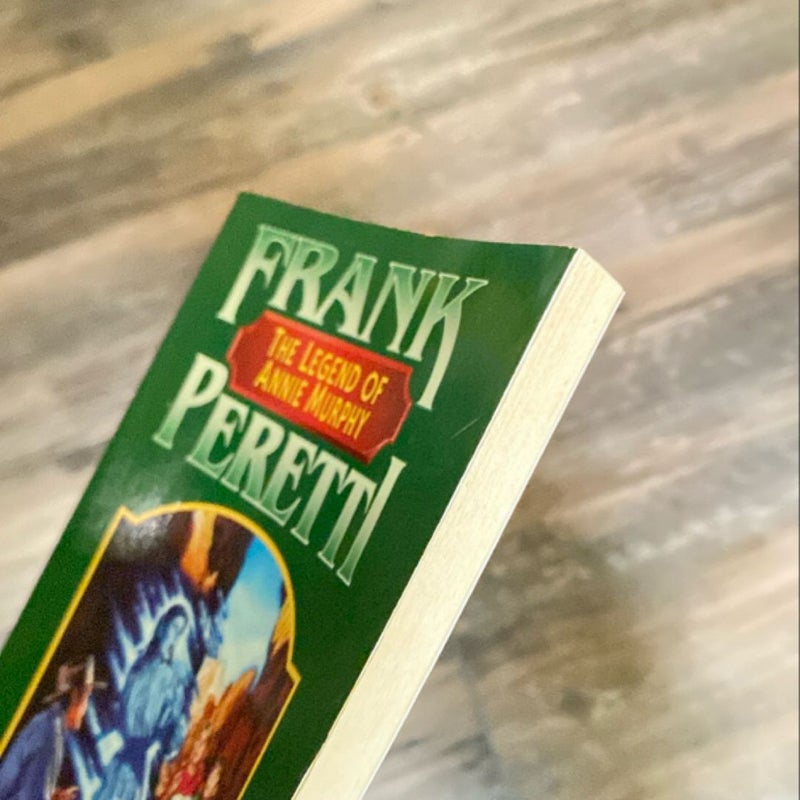 FRANK
THE LEGEND OF
ANNIE MURPHY
PERETTI